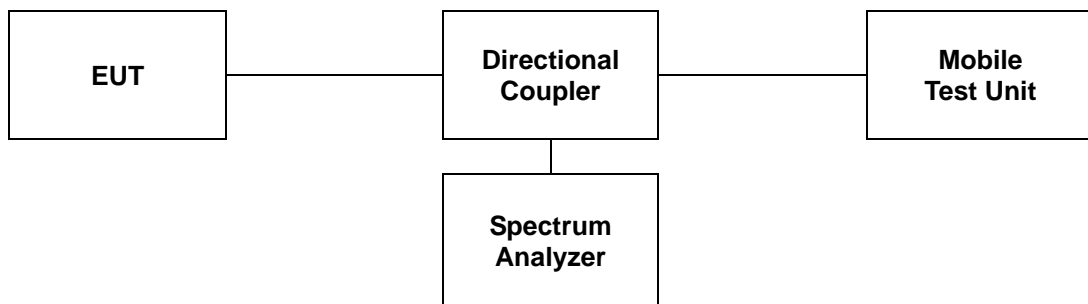 EUT
Directional
Coupler
Mobile
Test Unit
Spectrum
Analyzer